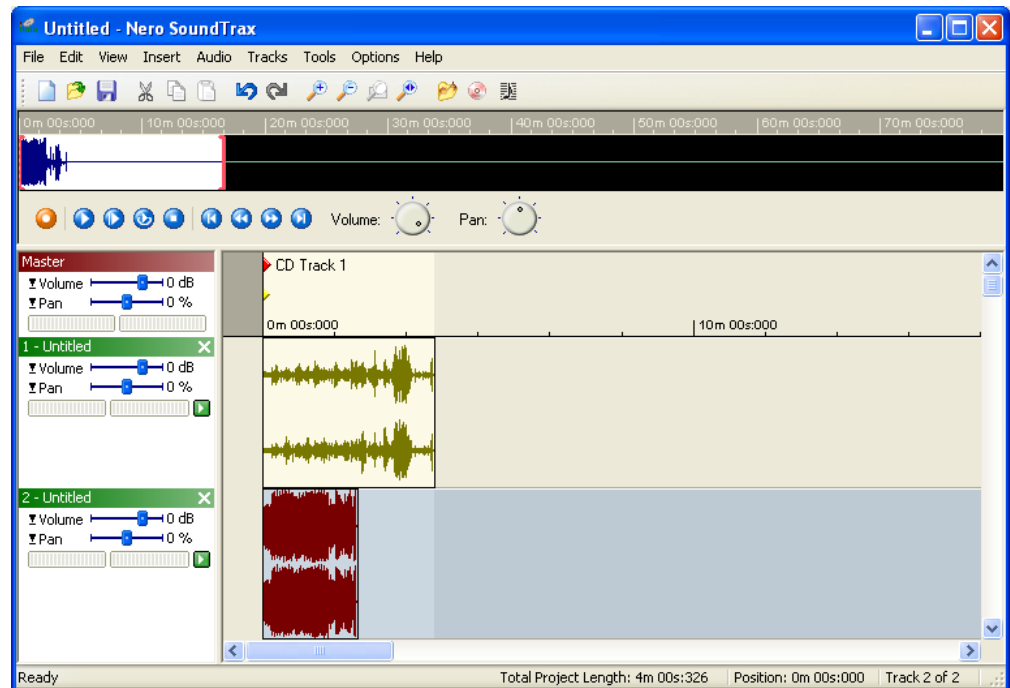 Untitled - Nero SoundTrax
File Edit View Insert Audio Tracks Tools Options Help
0m 00s:000 |10m 00s:000 |20m 00s:000 |30m 00s:000 |40m 00s:000 |50m 00s:000 |60m 00s:000 |70m 00s:000
Volume: Pan:
Master
Volume 0 dB
Pan 0 %
CD Track 1
0m 00s:000 |10m 00s:000
1 - Untitled
Volume 0 dB
Pan 0 %
2 - Untitled
Volume 0 dB
Pan 0 %
Ready Total Project Length: 4m 00s:326 Position: 0m 00s:000 Track 2 of 2